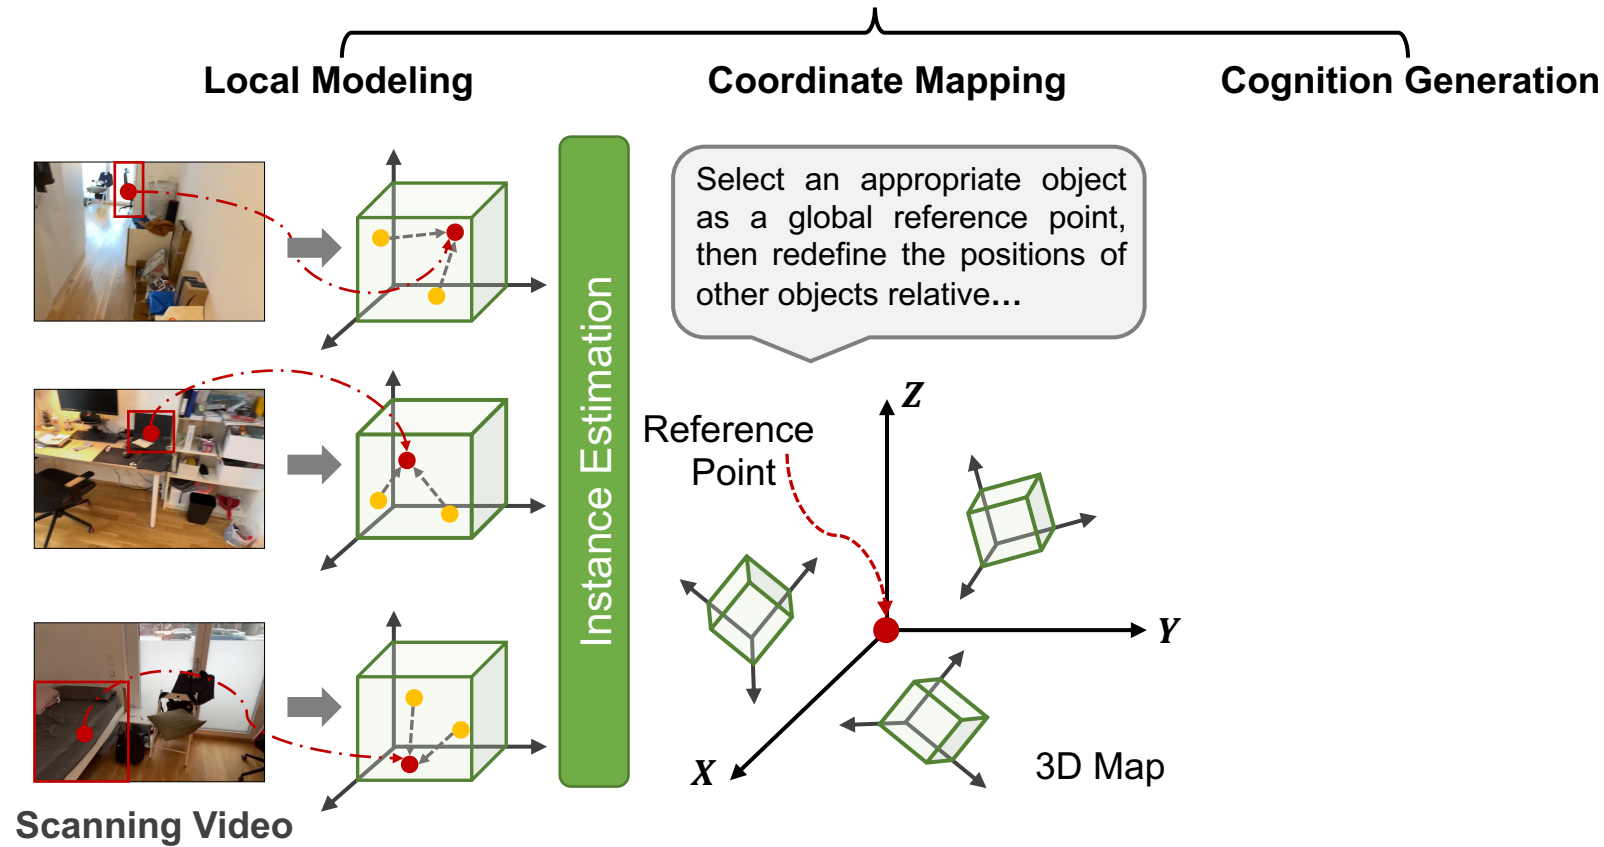 Local Modeling
Coordinate Mapping
Cognition Generation
Select an appropriate object
as a global reference point,
then redefine the positions of
other objects relative...
Instance Estimation
Reference
Point
Z
Y
X
3D Map
Scanning Video